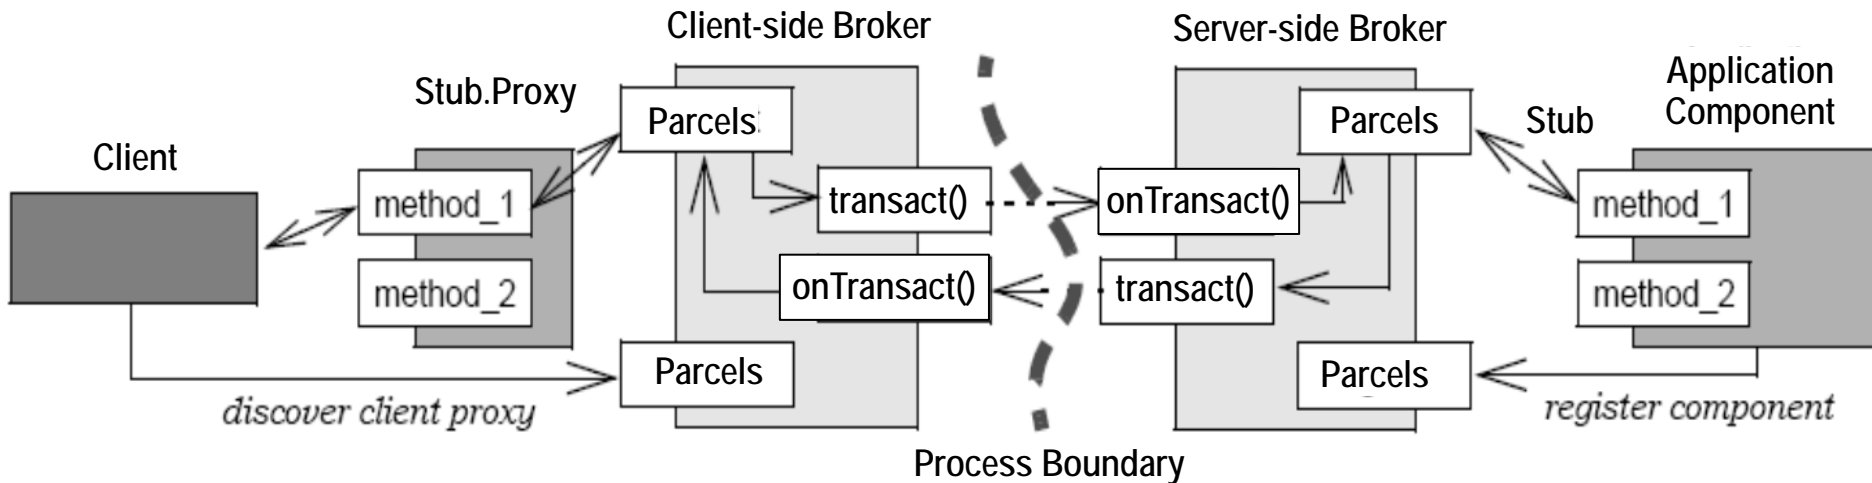 Client-side Broker
Server-side Broker
Application
Component
Stub.Proxy
Stub
Client
Parcels
Parcels
method_1
transact()
onTransact()
method_1
method_2
onTransact()
transact()
method_2
Parcels
Parcels
discover client proxy
register component
Process Boundary